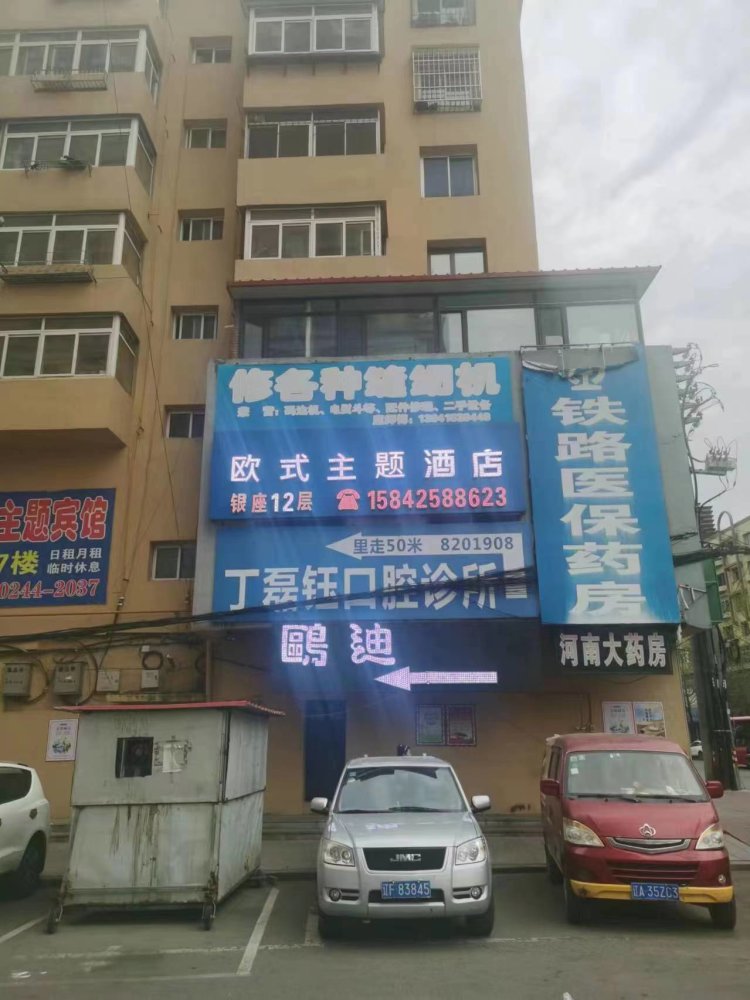 修各种缝纫机
欧式主题酒店
银座12层 ☎15842588623
里走50米 8201908
丁磊钰口腔诊所
鷗迪
铁路医保药房
河南大药房
主题宾馆
7楼 日租月租
临时休息
0244-2037
JMC
辽F 83845
辽A 35ZC3